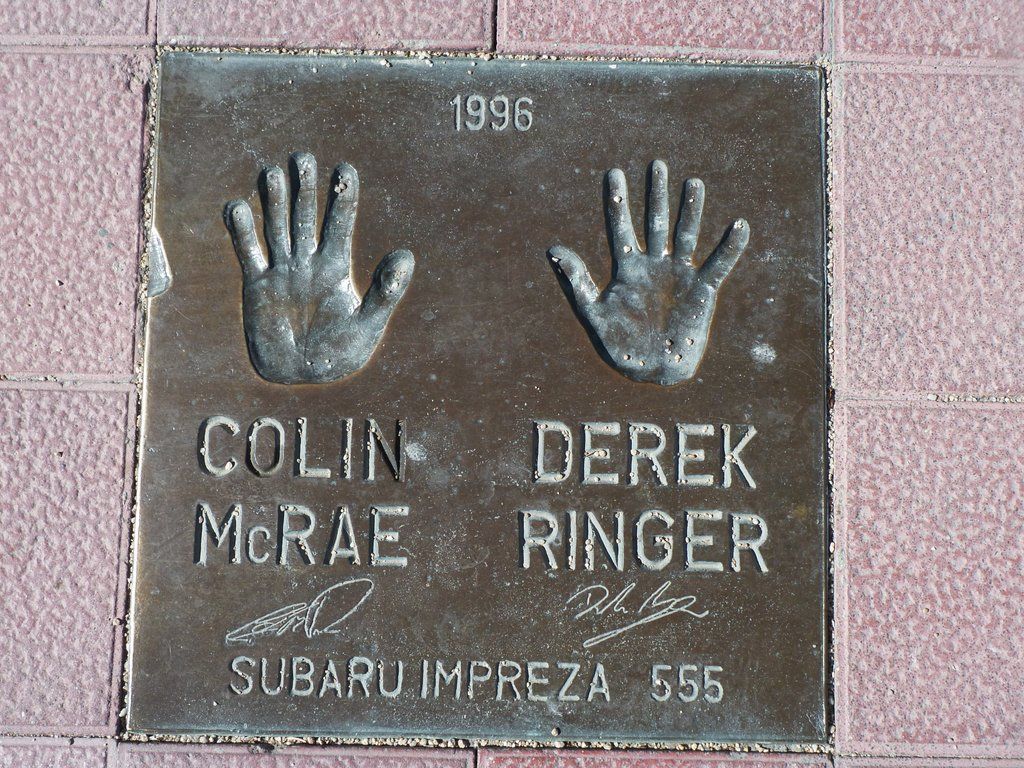 1996
COLIN DEREK
McRAE RINGER
SUBARU IMPREZA 555